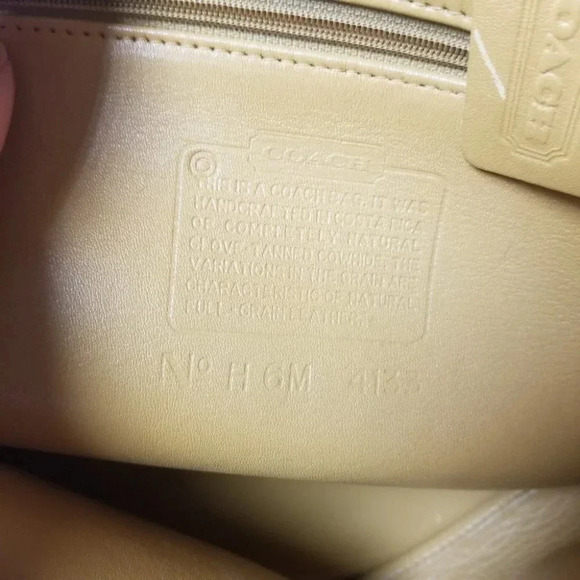 COACH
COACH
THIS IS A COACH BAG. IT WAS
HANDCRAFTED IN COSTA RICA
OF COMPLETELY NATURAL
GLOVE-TANNED COWHIDE. THE
VARIATIONS IN THE GRAIN ARE
CHARACTERISTIC OF NATURAL
FULL-GRAIN LEATHER.
No H6M 4133